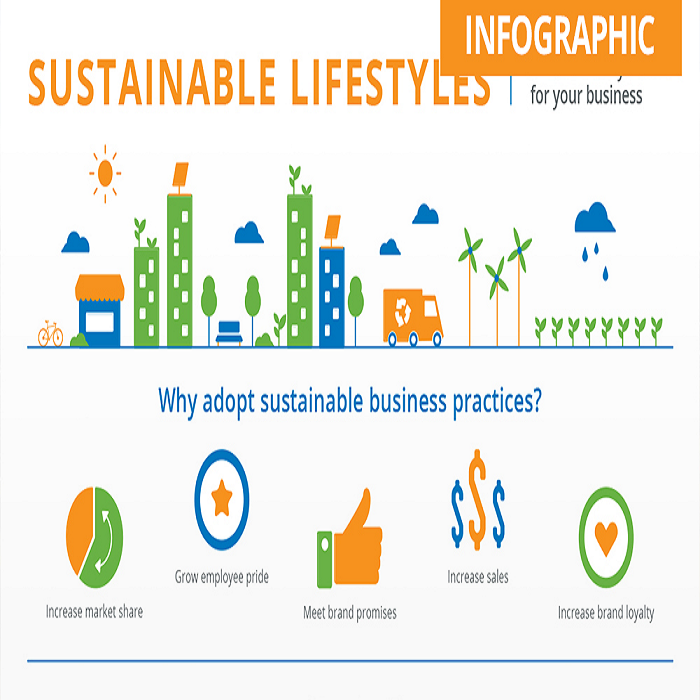 INFOGRAPHIC
SUSTAINABLE LIFESTYLES
for your business
Why adopt sustainable business practices?
Increase market share
Grow employee pride
Meet brand promises
Increase sales
Increase brand loyalty